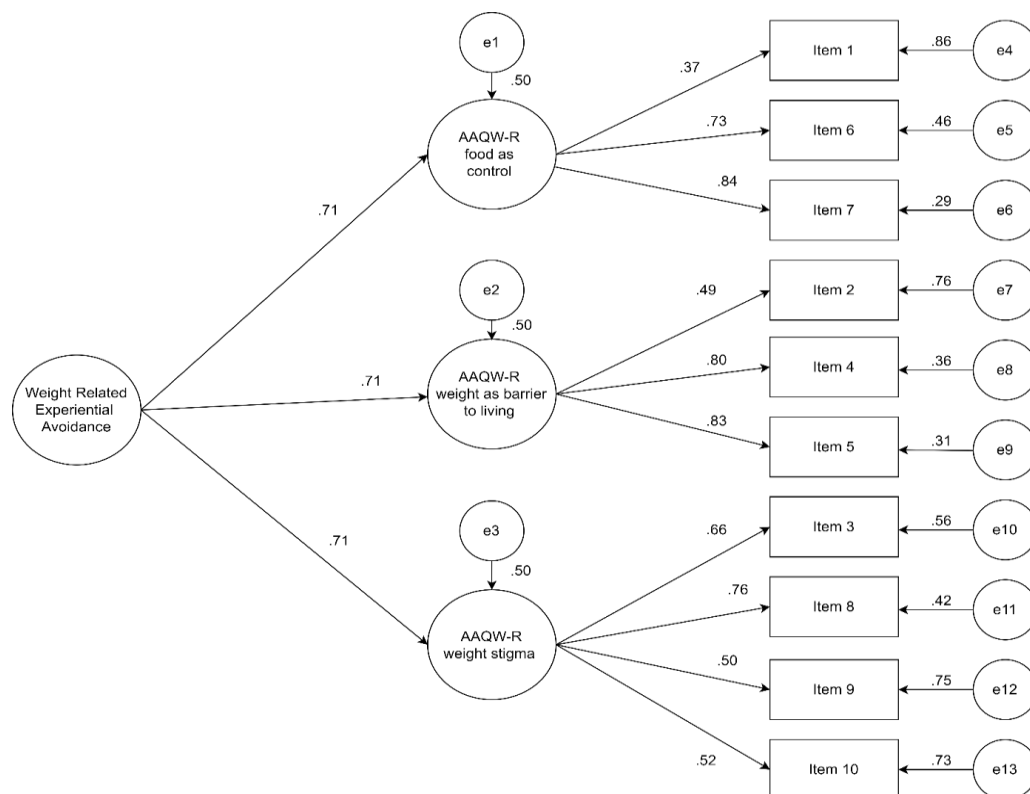 e1
.50
AAQW-R
food as
control
.71
.37
.73
.84
Item 1
.86
e4
Item 6
.46
e5
Item 7
.29
e6
e2
.50
AAQW-R
weight as barrier
to living
.71
.49
.80
.83
Item 2
.76
e7
Item 4
.36
e8
Item 5
.31
e9
Weight Related
Experiential
Avoidance
e3
.50
AAQW-R
weight stigma
.71
.66
.76
.50
.52
Item 3
.56
e10
Item 8
.42
e11
Item 9
.75
e12
Item 10
.73
e13